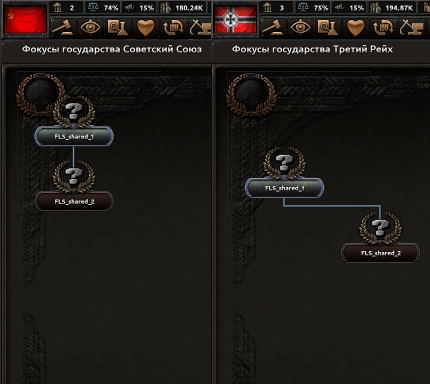 2 74% 15% 180.24K
Фокусы государства Советский Союз
FLS_shared_1
FLS_shared_2
3 75% 15% 194.87K
Фокусы государства Третий Рейх
FLS_shared_1
FLS_shared_2